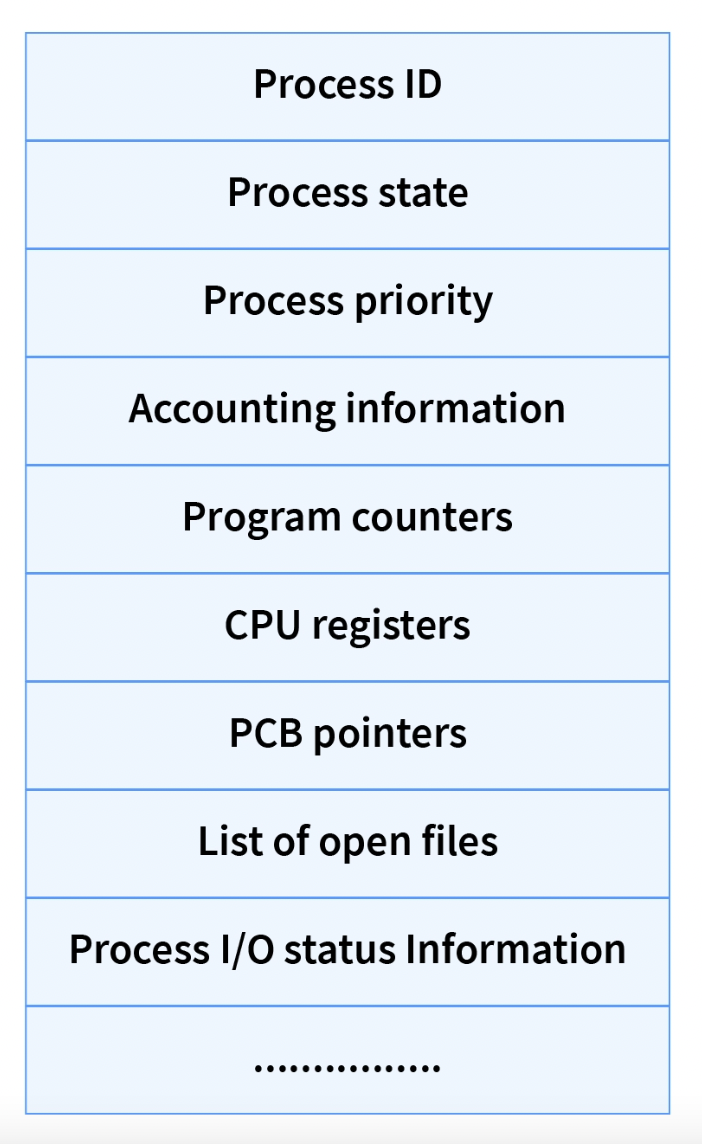 Process ID
Process state
Process priority
Accounting information
Program counters
CPU registers
PCB pointers
List of open files
Process I/O status Information
................